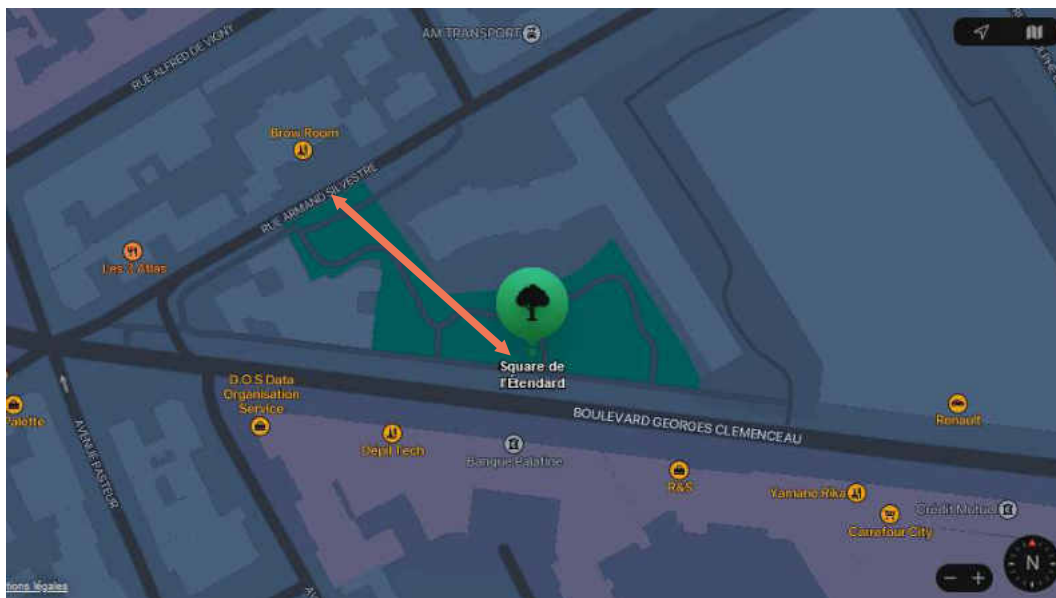 AM TRANSPORT
RUE ALFRED DE VIGNY
Brow Room
RUE ARMAND SILVESTRE
Les 3 Atlas
Square de
l'Étendard
D.O.S Data
Organisation
Service
Palette
AVENUE PASTEUR
Dépil Tech
Banque Palatine
BOULEVARD GEORGES CLEMENCEAU
Renault
R&S
Yamano Rika
Crédit Mutuel
Carrefour City
N
tions légales